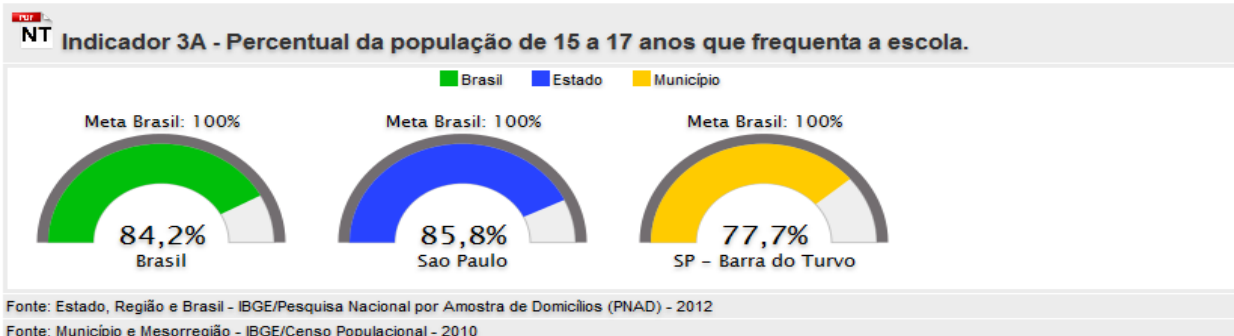 PDF
NT
Indicador 3A - Percentual da população de 15 a 17 anos que frequenta a escola.
Brasil Estado Município
Meta Brasil: 100% Meta Brasil: 100% Meta Brasil: 100%
84,2% 85,8% 77,7%
Brasil Sao Paulo SP - Barra do Turvo
Fonte: Estado, Região e Brasil - IBGE/Pesquisa Nacional por Amostra de Domicílios (PNAD) - 2012
Fonte: Município e Mesorregião - IBGE/Censo Populacional - 2010